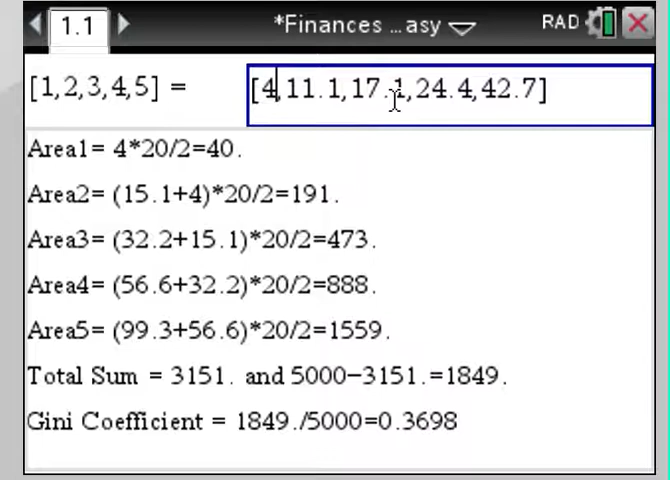 1.1 *Finances ...asy RAD
[1,2,3,4,5] = [4,11.1,17.1,24.4,42.7]
Area1= 4*20/2=40.
Area2= (15.1+4)*20/2=191.
Area3= (32.2+15.1)*20/2=473.
Area4= (56.6+32.2)*20/2=888.
Area5= (99.3+56.6)*20/2=1559.
Total Sum = 3151. and 5000−3151.=1849.
Gini Coefficient = 1849./5000=0.3698